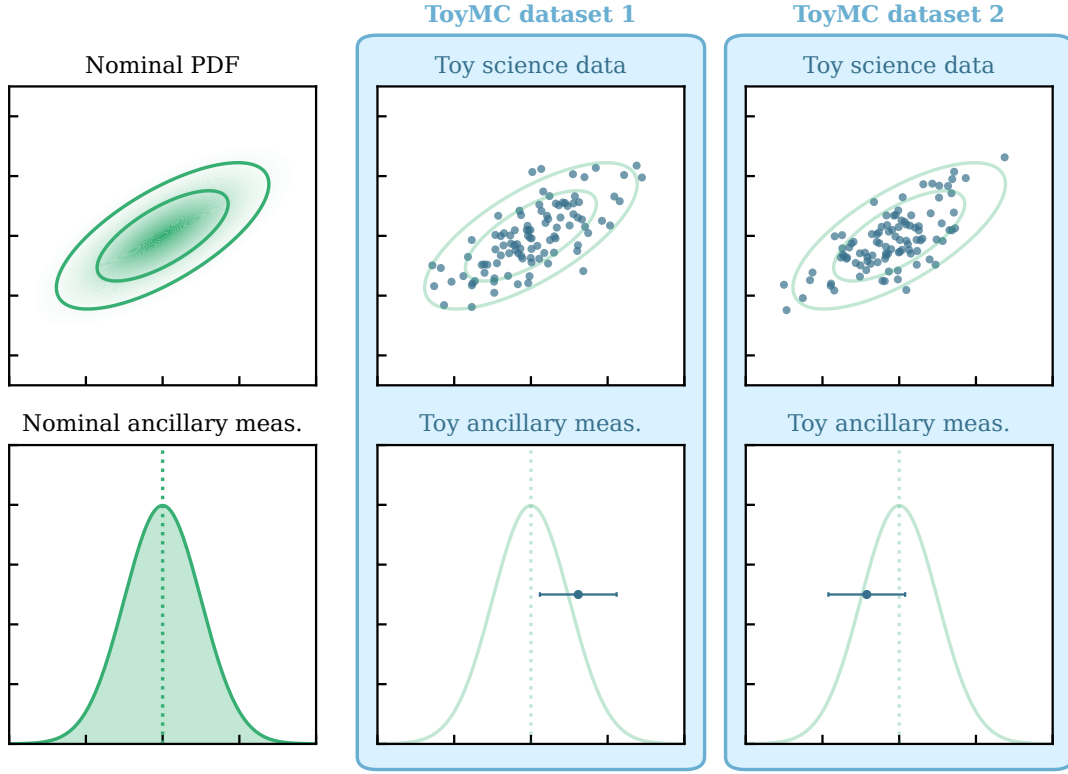 ToyMC dataset 1
ToyMC dataset 2
Nominal PDF
Toy science data
Toy science data
Nominal ancillary meas.
Toy ancillary meas.
Toy ancillary meas.